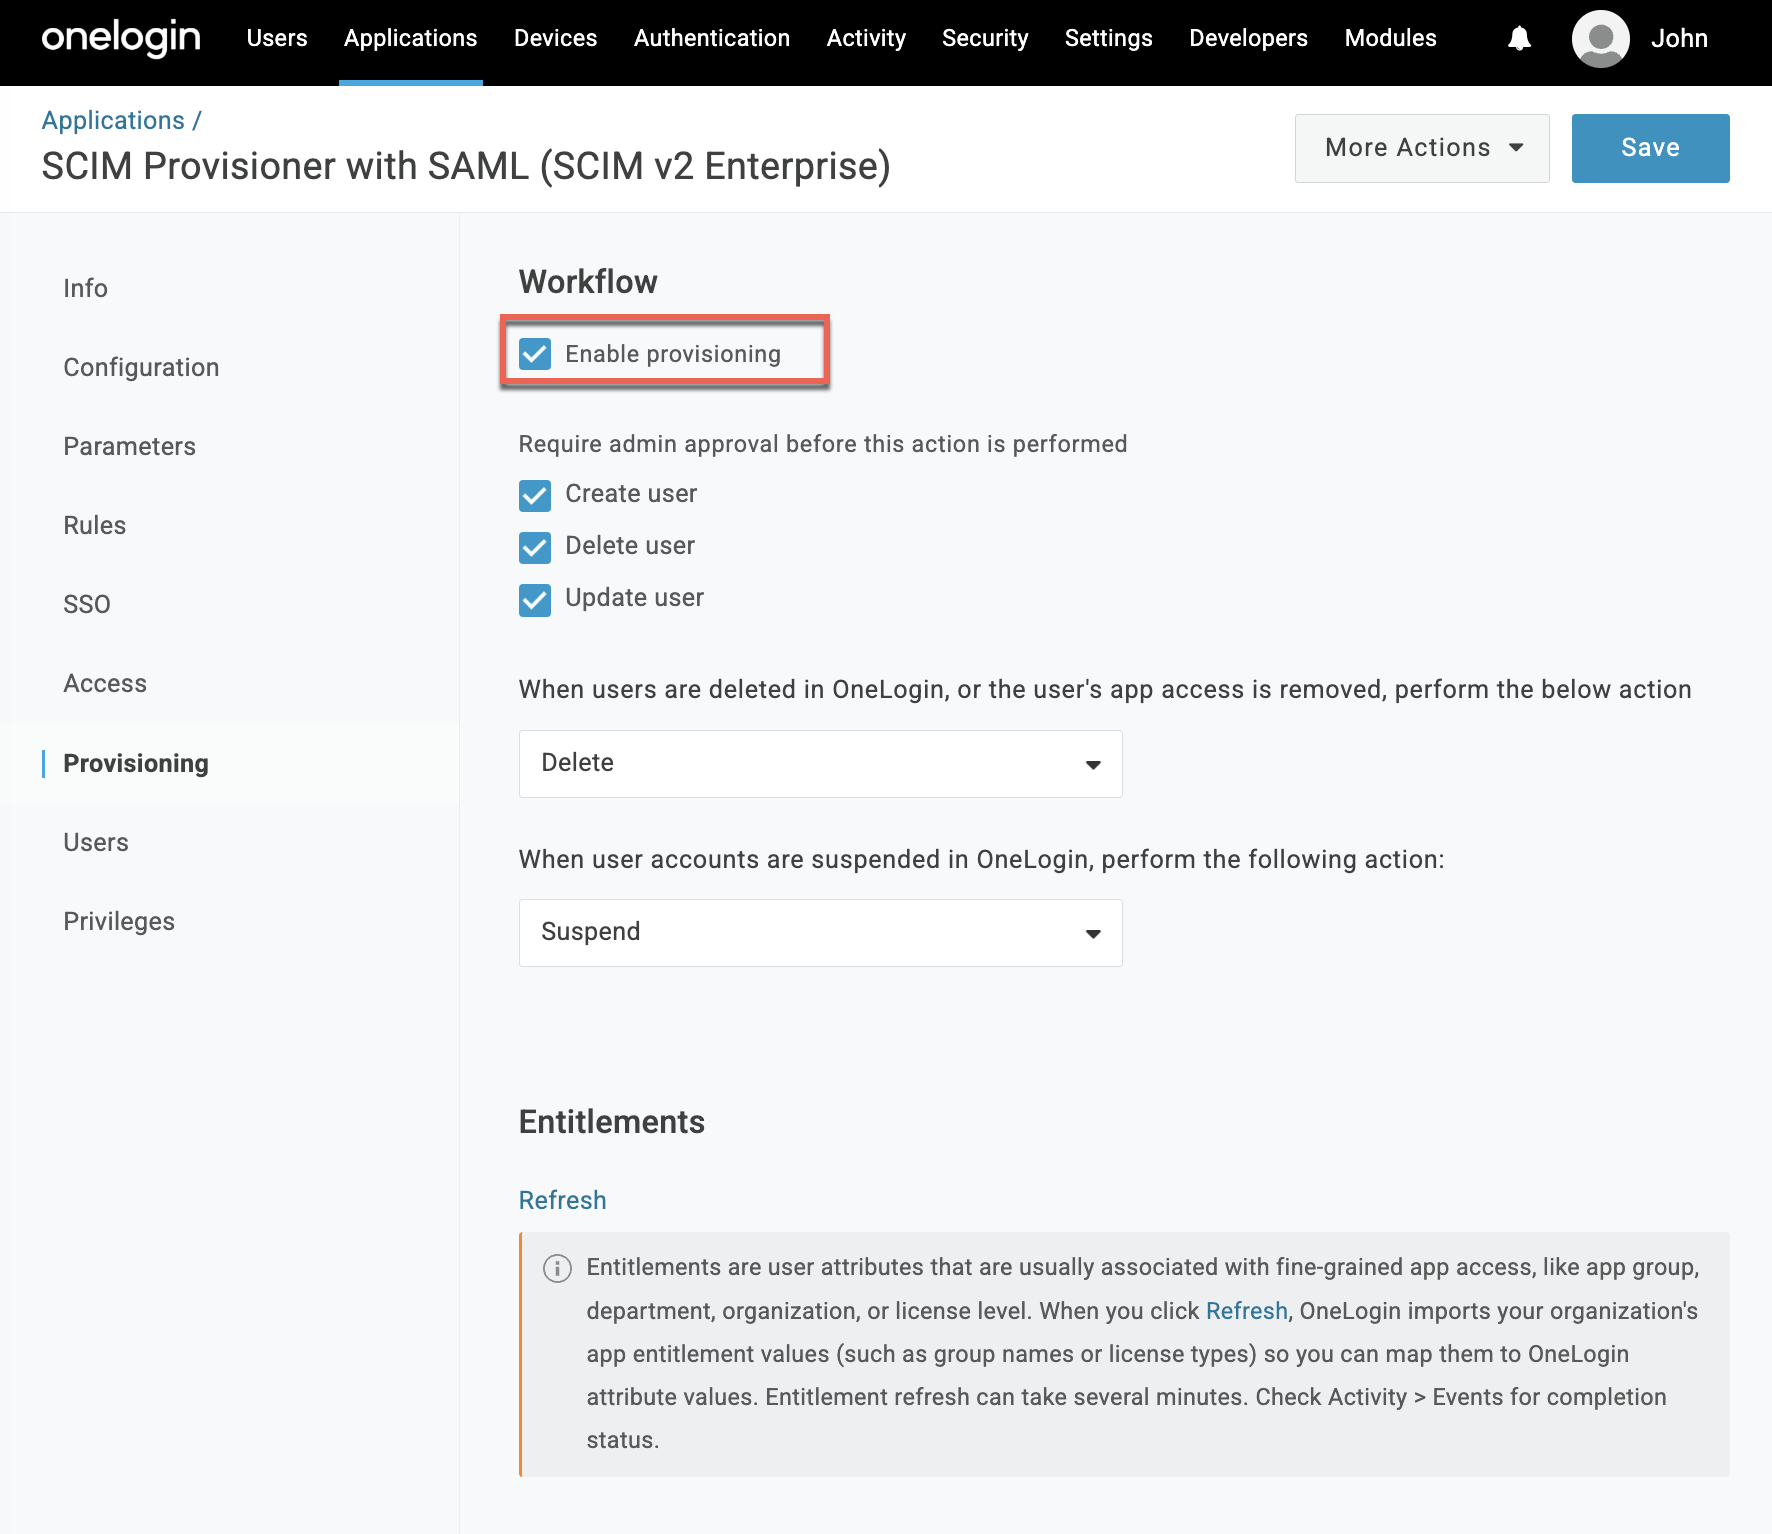 onelogin Users Applications Devices Authentication Activity Security Settings Developers Modules John
Applications /
SCIM Provisioner with SAML (SCIM v2 Enterprise)
More Actions
Save
Info
Configuration
Parameters
Rules
SSO
Access
Provisioning
Users
Privileges
Workflow
Enable provisioning
Require admin approval before this action is performed
Create user
Delete user
Update user
When users are deleted in OneLogin, or the user's app access is removed, perform the below action
Delete
When user accounts are suspended in OneLogin, perform the following action:
Suspend
Entitlements
Refresh
Entitlements are user attributes that are usually associated with fine-grained app access, like app group,
department, organization, or license level. When you click Refresh, OneLogin imports your organization's
app entitlement values (such as group names or license types) so you can map them to OneLogin
attribute values. Entitlement refresh can take several minutes. Check Activity > Events for completion
status.